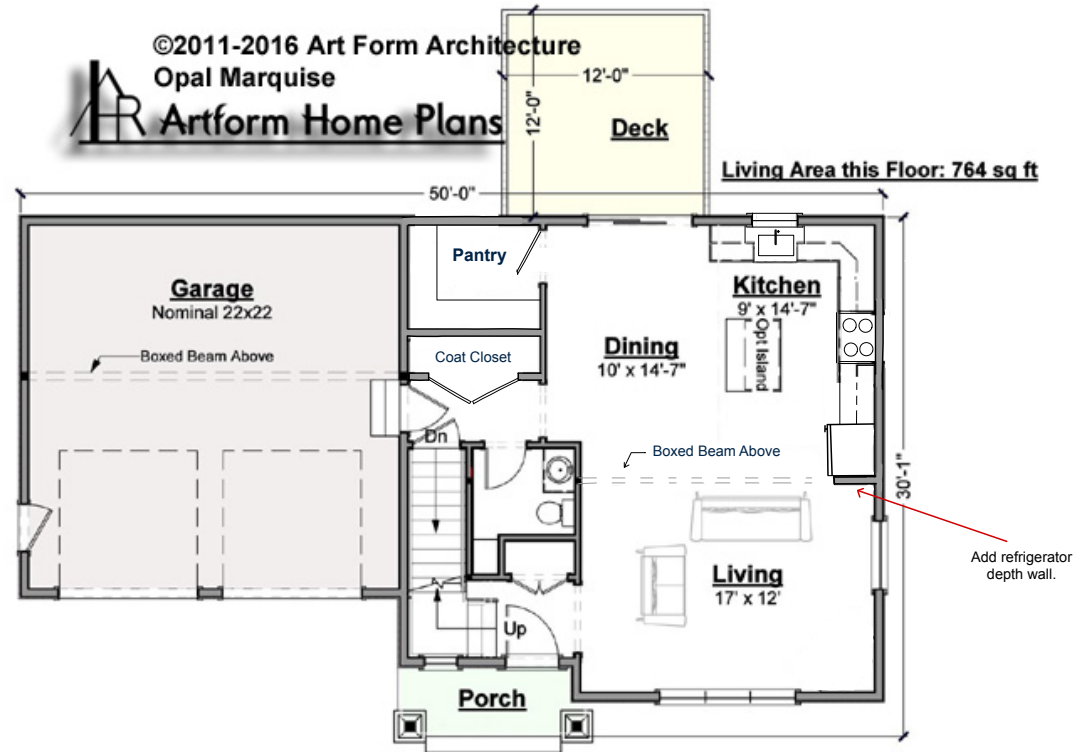 ©2011-2016 Art Form Architecture
Opal Marquise
AR Artform Home Plans
12'-0"
12'-0"
Deck
Living Area this Floor: 764 sq ft
50'-0"
Pantry
Garage
Nominal 22x22
Kitchen
9' x 14'-7"
Opt Island
Dining
10' x 14'-7"
Boxed Beam Above
Coat Closet
Dn
Boxed Beam Above
30'-1"
Add refrigerator
depth wall.
Living
17' x 12'
Up
Porch